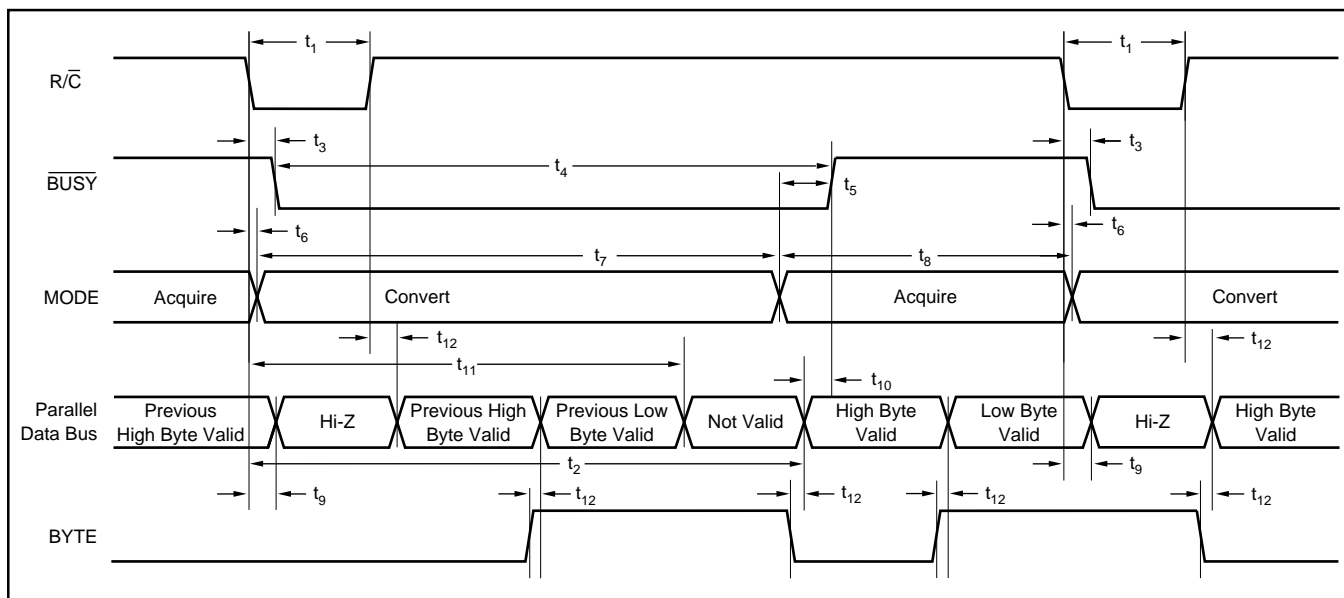 t1 t1
R/C̅
t3 t3
t4
B̅U̅S̅Y̅
t5
t6 t6
t7 t8
MODE Acquire Convert Acquire Convert
t12 t12
t11
t10
Parallel
Data Bus
Previous
High Byte Valid
Hi-Z
Previous High
Byte Valid
Previous Low
Byte Valid
Not Valid
High Byte
Valid
Low Byte
Valid
Hi-Z
High Byte
Valid
t2
t9 t9
t12 t12 t12 t12
BYTE